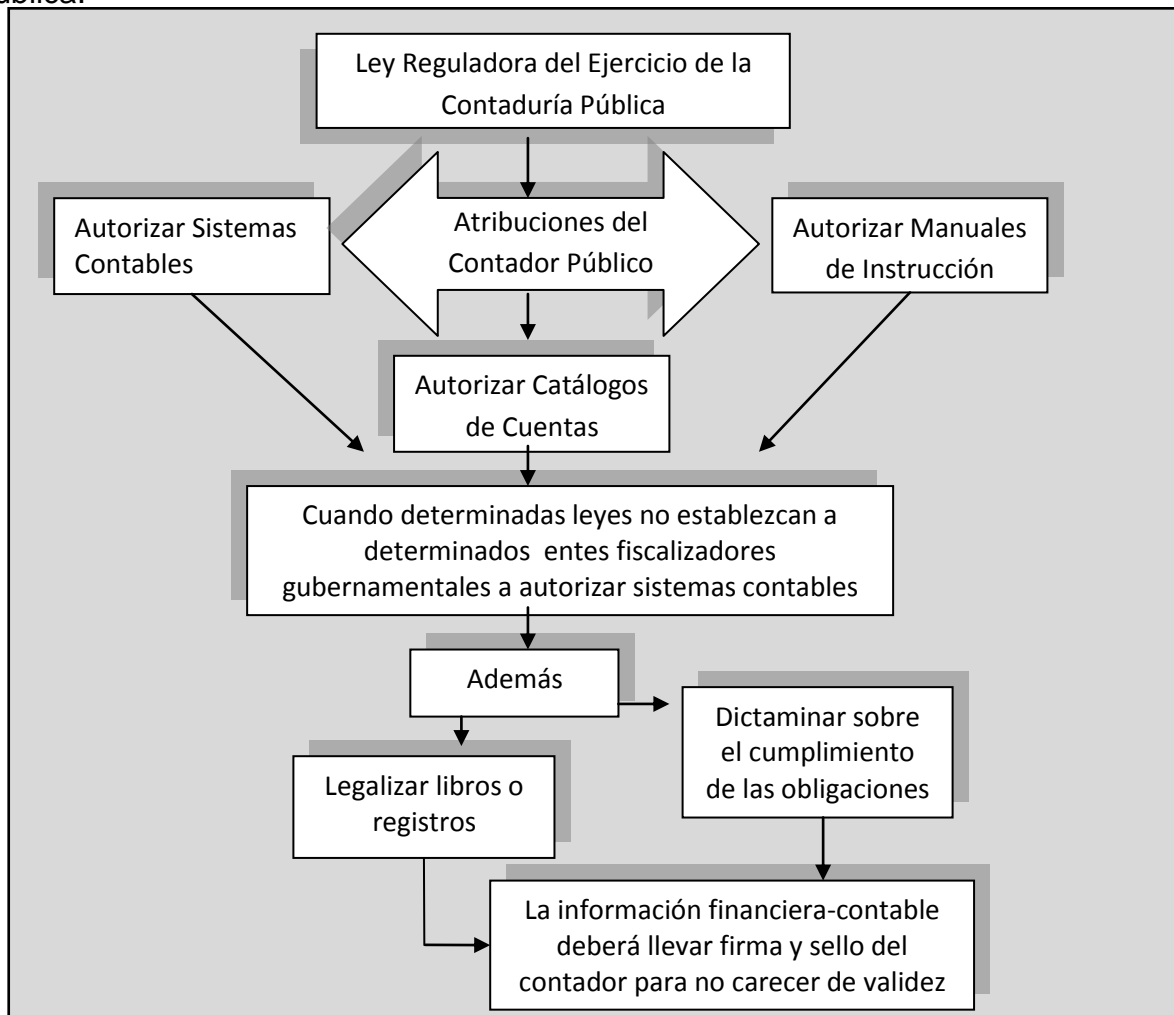 Ley Reguladora del Ejercicio de la
Contaduría Pública
Autorizar Sistemas
Contables
Atribuciones del
Contador Público
Autorizar Manuales
de Instrucción
Autorizar Catálogos
de Cuentas
Cuando determinadas leyes no establezcan a
determinados entes fiscalizadores
gubernamentales a autorizar sistemas contables
Además
Legalizar libros o
registros
Dictaminar sobre
el cumplimiento
de las obligaciones
La información financiera-contable
deberá llevar firma y sello del
contador para no carecer de validez